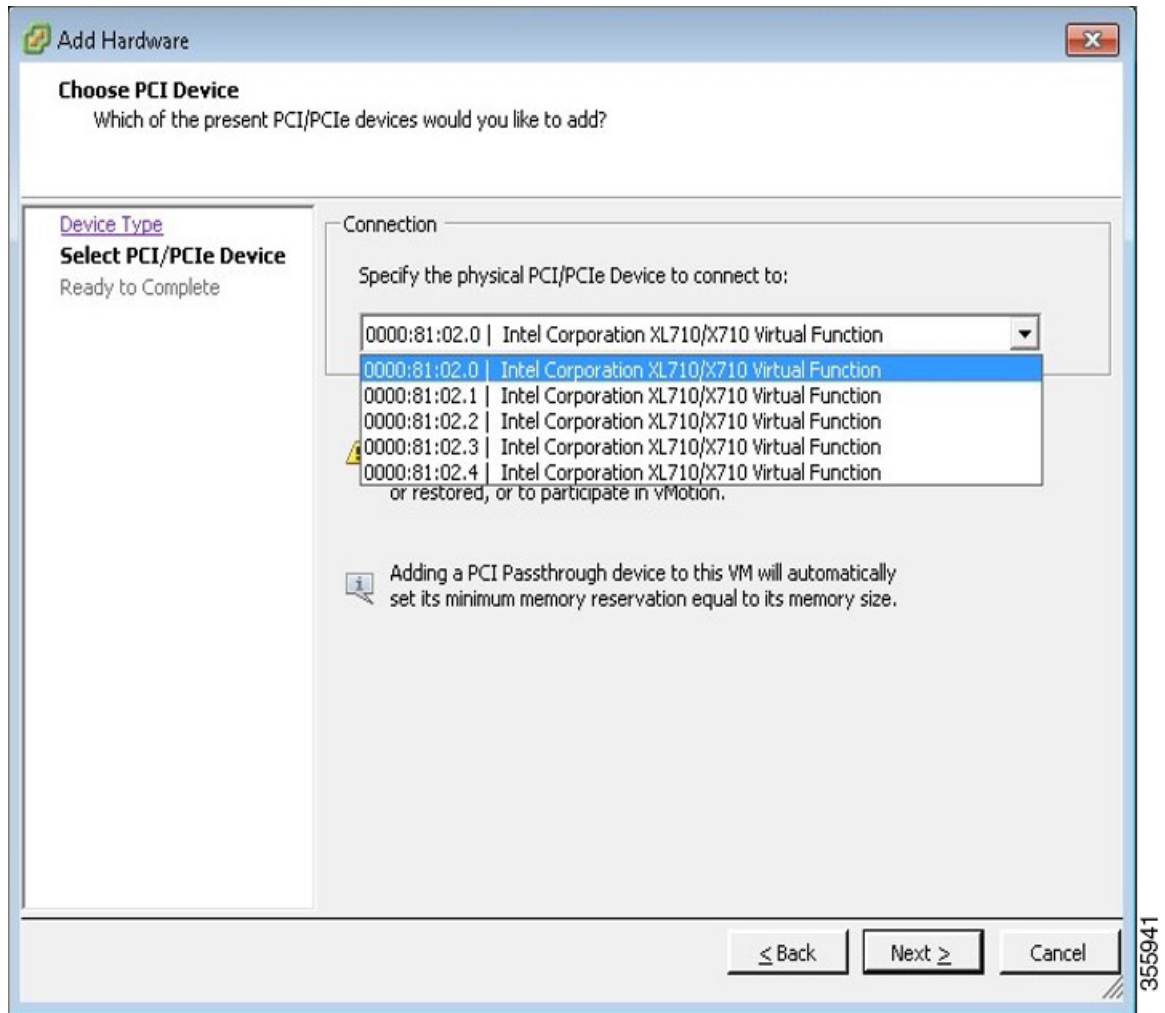 Add Hardware
Choose PCI Device
Which of the present PCI/PCIe devices would you like to add?
Device Type
Select PCI/PCIe Device
Ready to Complete
Connection
Specify the physical PCI/PCIe Device to connect to:
0000:81:02.0 | Intel Corporation XL710/X710 Virtual Function
0000:81:02.0 | Intel Corporation XL710/X710 Virtual Function
0000:81:02.1 | Intel Corporation XL710/X710 Virtual Function
0000:81:02.2 | Intel Corporation XL710/X710 Virtual Function
0000:81:02.3 | Intel Corporation XL710/X710 Virtual Function
0000:81:02.4 | Intel Corporation XL710/X710 Virtual Function
or restored, or to participate in vMotion.
Adding a PCI Passthrough device to this VM will automatically
set its minimum memory reservation equal to its memory size.
< Back
Next >
Cancel
355941